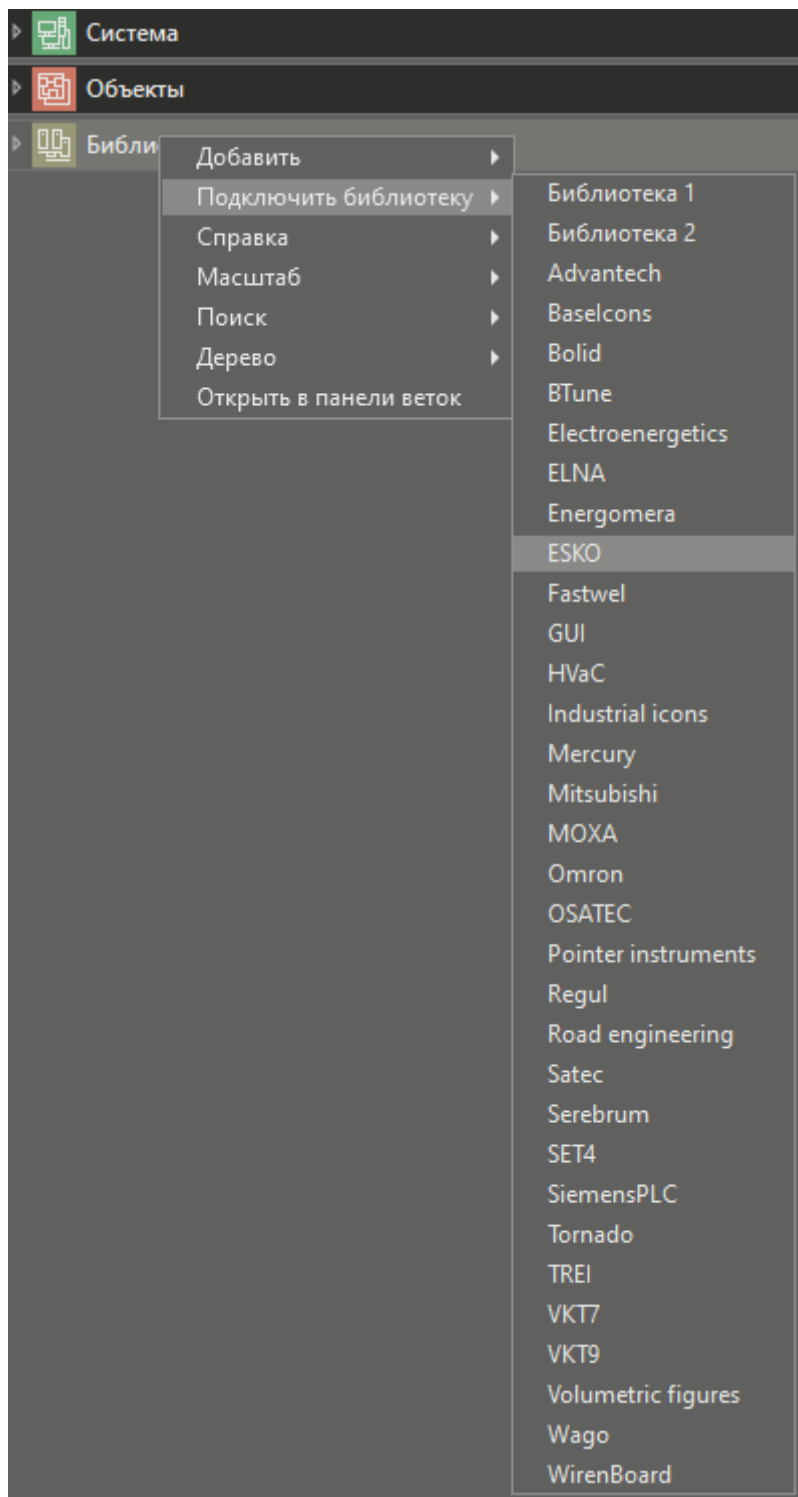 Система
Объекты
Библи
Добавить
Подключить библиотеку
Справка
Масштаб
Поиск
Дерево
Открыть в панели веток
Библиотека 1
Библиотека 2
Advantech
BaseIcons
Bolid
BTune
Electroenergetics
ELNA
Energomera
ESKO
Fastwel
GUI
HVaC
Industrial icons
Mercury
Mitsubishi
MOXA
Omron
OSATEC
Pointer instruments
Regul
Road engineering
Satec
Serebrum
SET4
SiemensPLC
Tornado
TREI
VKT7
VKT9
Volumetric figures
Wago
WirenBoard